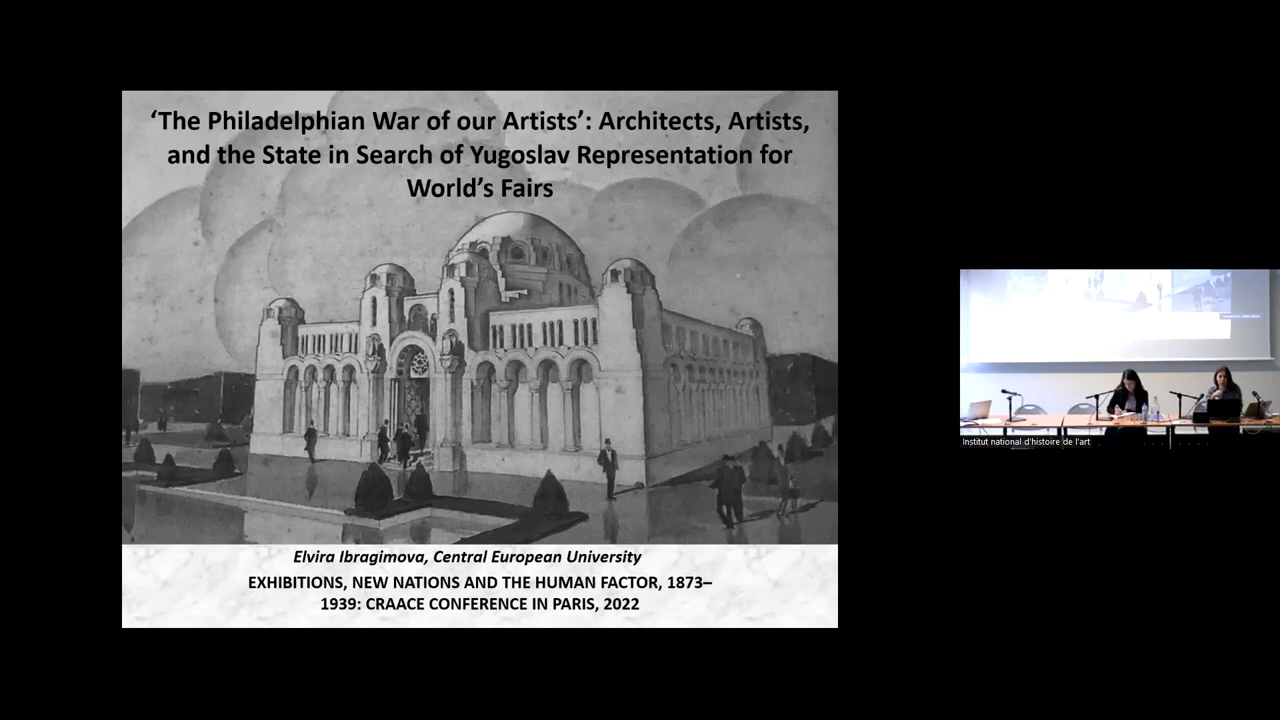 ‘The Philadelphian War of our Artists’: Architects, Artists,
and the State in Search of Yugoslav Representation for
World’s Fairs
Elvira Ibragimova, Central European University
EXHIBITIONS, NEW NATIONS AND THE HUMAN FACTOR, 1873–
1939: CRAACE CONFERENCE IN PARIS, 2022
Institut national d'histoire de l'art